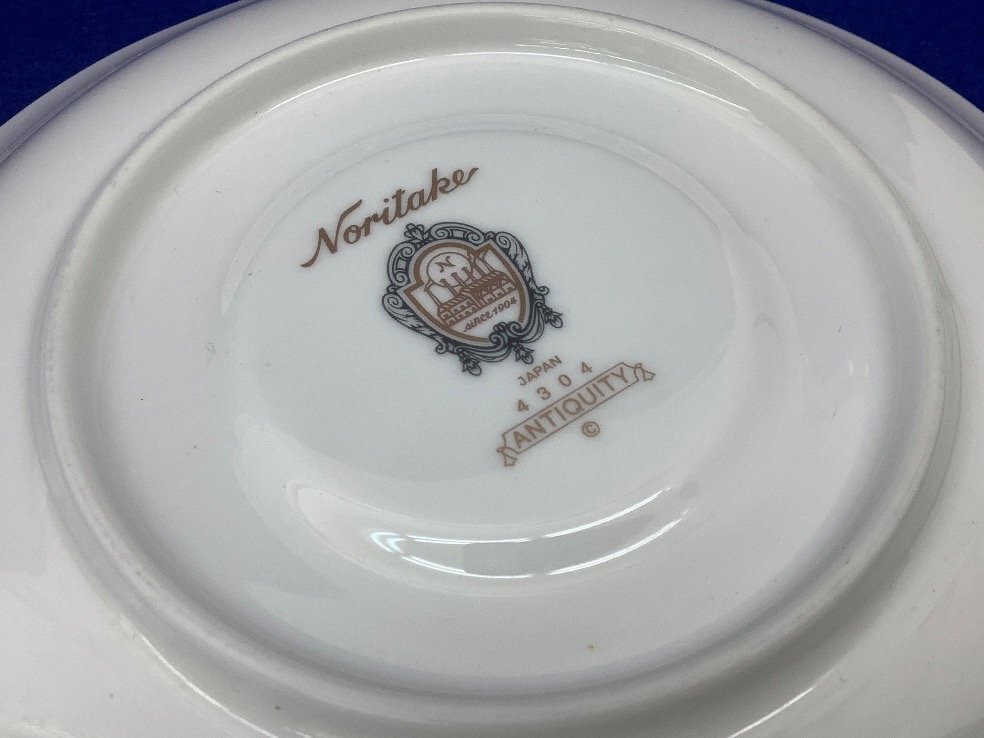 Noritake
N
since 1904
JAPAN
4304
ANTIQUITY
©